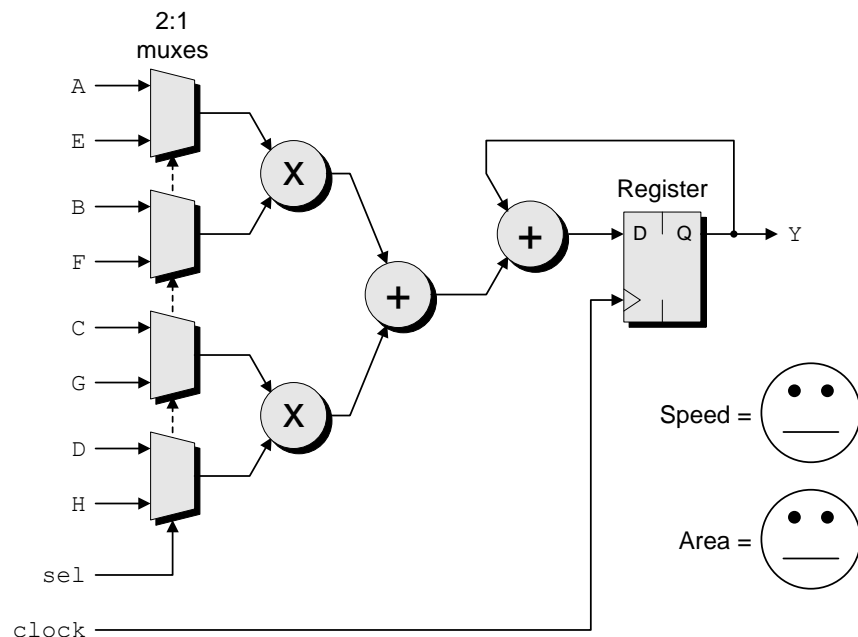 2:1
muxes
A
E
B
F
C
G
D
H
sel
clock
x
x
+
+
Register
D Q
Y
Speed =
Area =